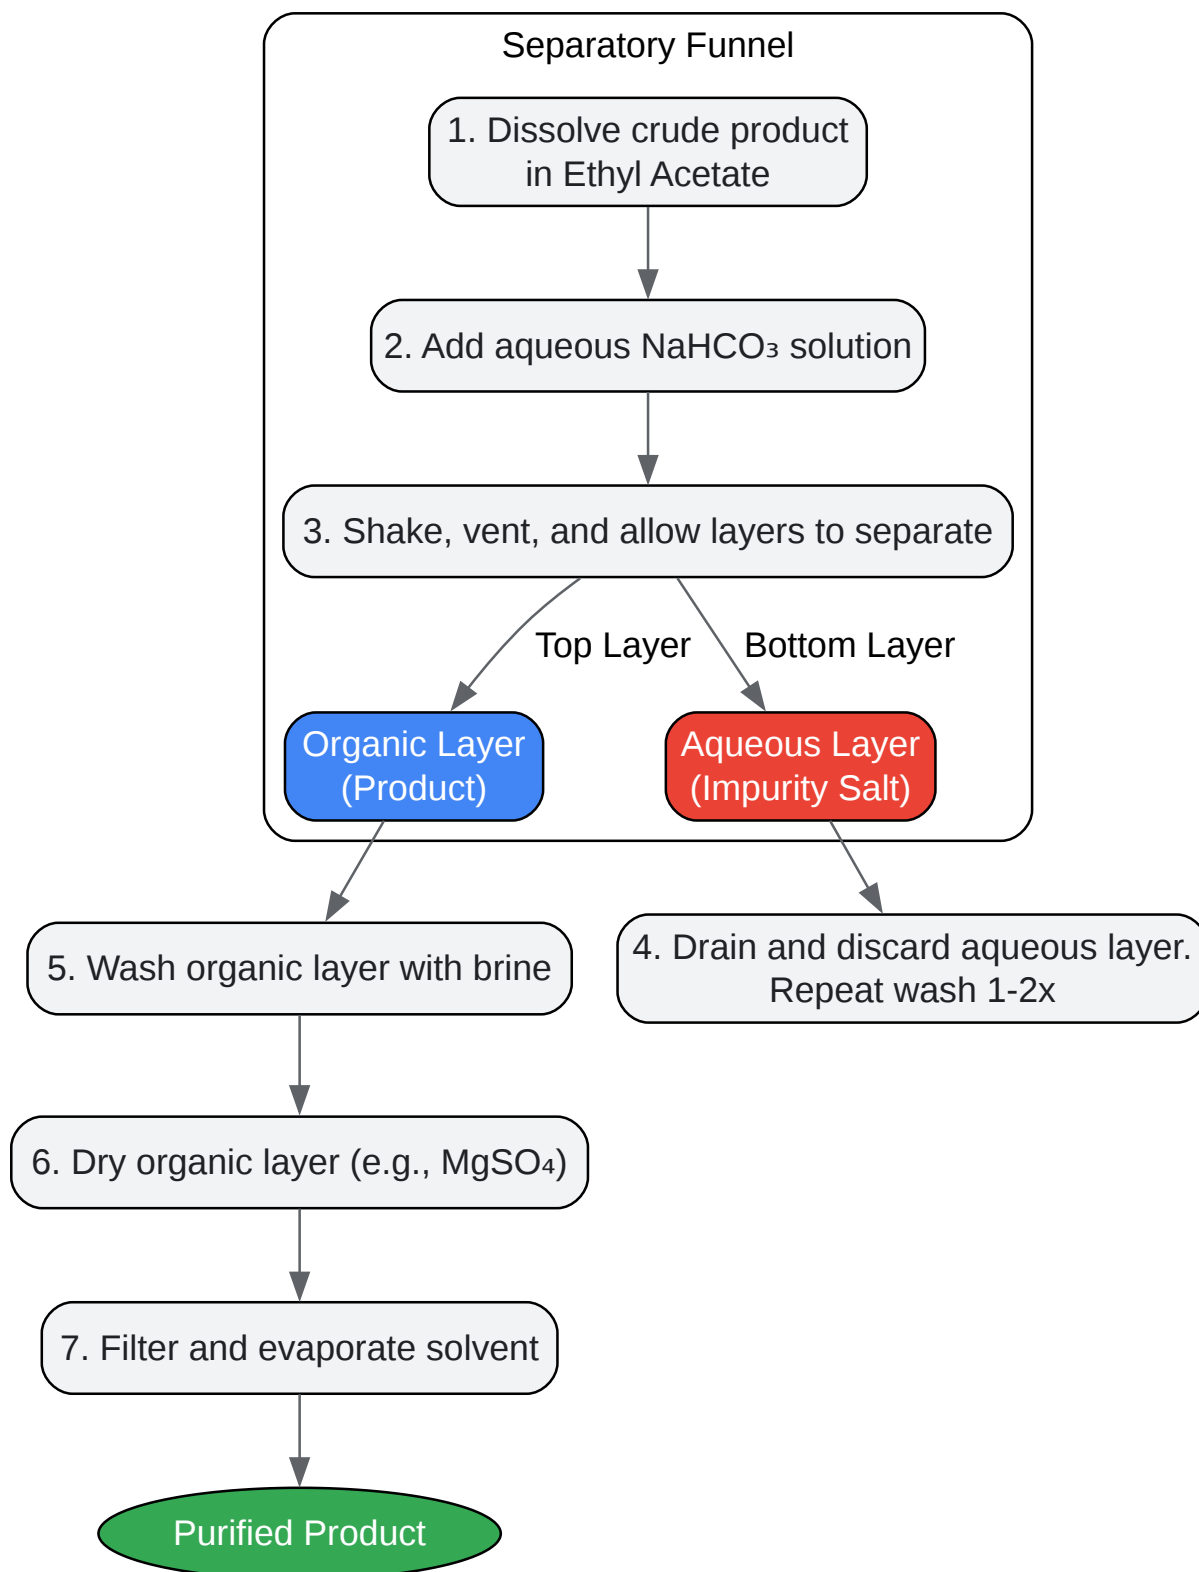 Separatory Funnel
1. Dissolve crude product
in Ethyl Acetate
2. Add aqueous NaHCO₃ solution
3. Shake, vent, and allow layers to separate
Top Layer
Bottom Layer
Organic Layer
(Product)
Aqueous Layer
(Impurity Salt)
4. Drain and discard aqueous layer.
Repeat wash 1-2x
5. Wash organic layer with brine
6. Dry organic layer (e.g., MgSO₄)
7. Filter and evaporate solvent
Purified Product